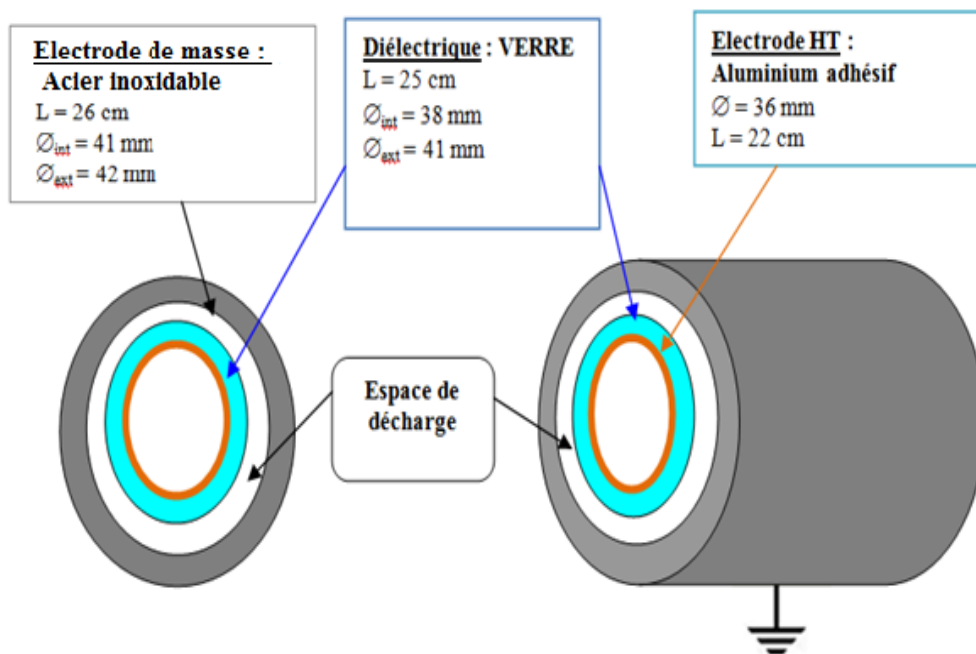 Electrode de masse :
Acier inoxidable
L = 26 cm
∅int = 41 mm
∅ext = 42 mm
Diélectrique : VERRE
L = 25 cm
∅int = 38 mm
∅ext = 41 mm
Electrode HT :
Aluminium adhésif
∅ = 36 mm
L = 22 cm
Espace de
décharge